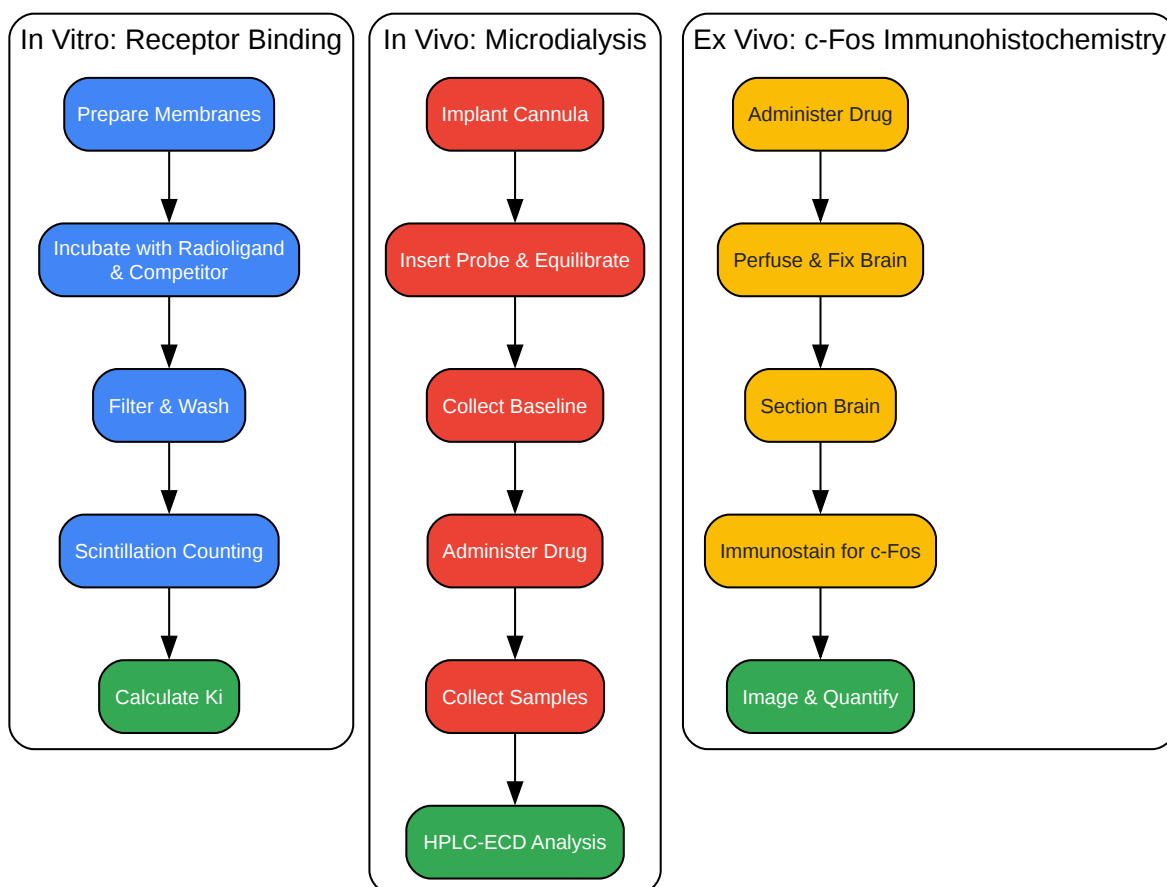 In Vitro: Receptor Binding
Prepare Membranes
Incubate with Radioligand
& Competitor
Filter & Wash
Scintillation Counting
Calculate Ki
In Vivo: Microdialysis
Implant Cannula
Insert Probe & Equilibrate
Collect Baseline
Administer Drug
Collect Samples
HPLC-ECD Analysis
Ex Vivo: c-Fos Immunohistochemistry
Administer Drug
Perfuse & Fix Brain
Section Brain
Immunostain for c-Fos
Image & Quantify